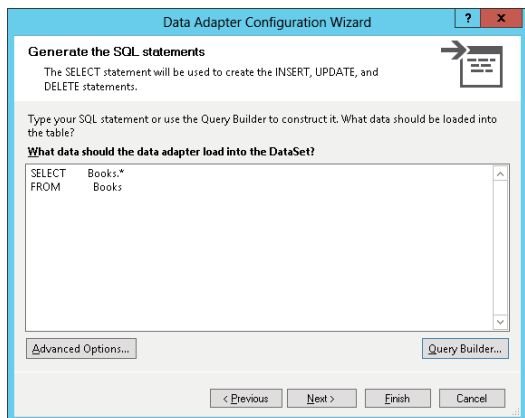 Data Adapter Configuration Wizard
? x
Generate the SQL statements
The SELECT statement will be used to create the INSERT, UPDATE, and
DELETE statements.
Type your SQL statement or use the Query Builder to construct it. What data should be loaded into
the table?
What data should the data adapter load into the DataSet?
SELECT Books.*
FROM Books
Advanced Options... Query Builder...
< Previous Next > Finish Cancel